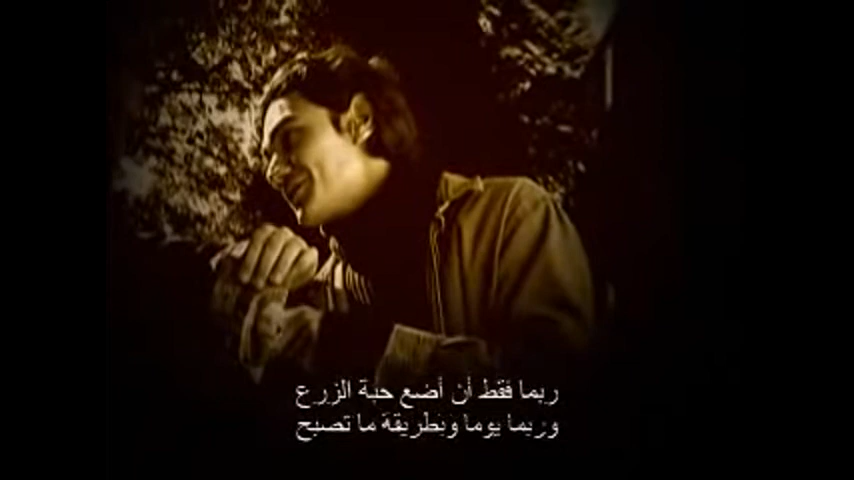 ربما فقط أن أضع حبة الزرع
وربما يوما وبطريقة ما تصبح